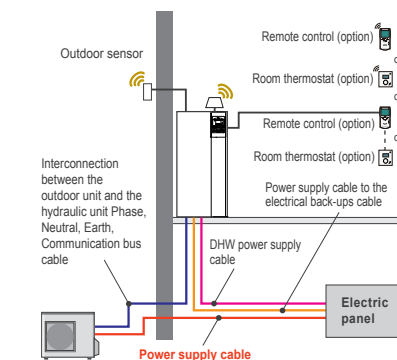 Outdoor sensor
Remote control (option)
Room thermostat (option)
Remote control (option)
Room thermostat (option)
Interconnection
between the
outdoor unit and the
hydraulic unit Phase,
Neutral, Earth,
Communication bus
cable
Power supply cable to the
electrical back-ups cable
DHW power supply
cable
Electric
panel
Power supply cable